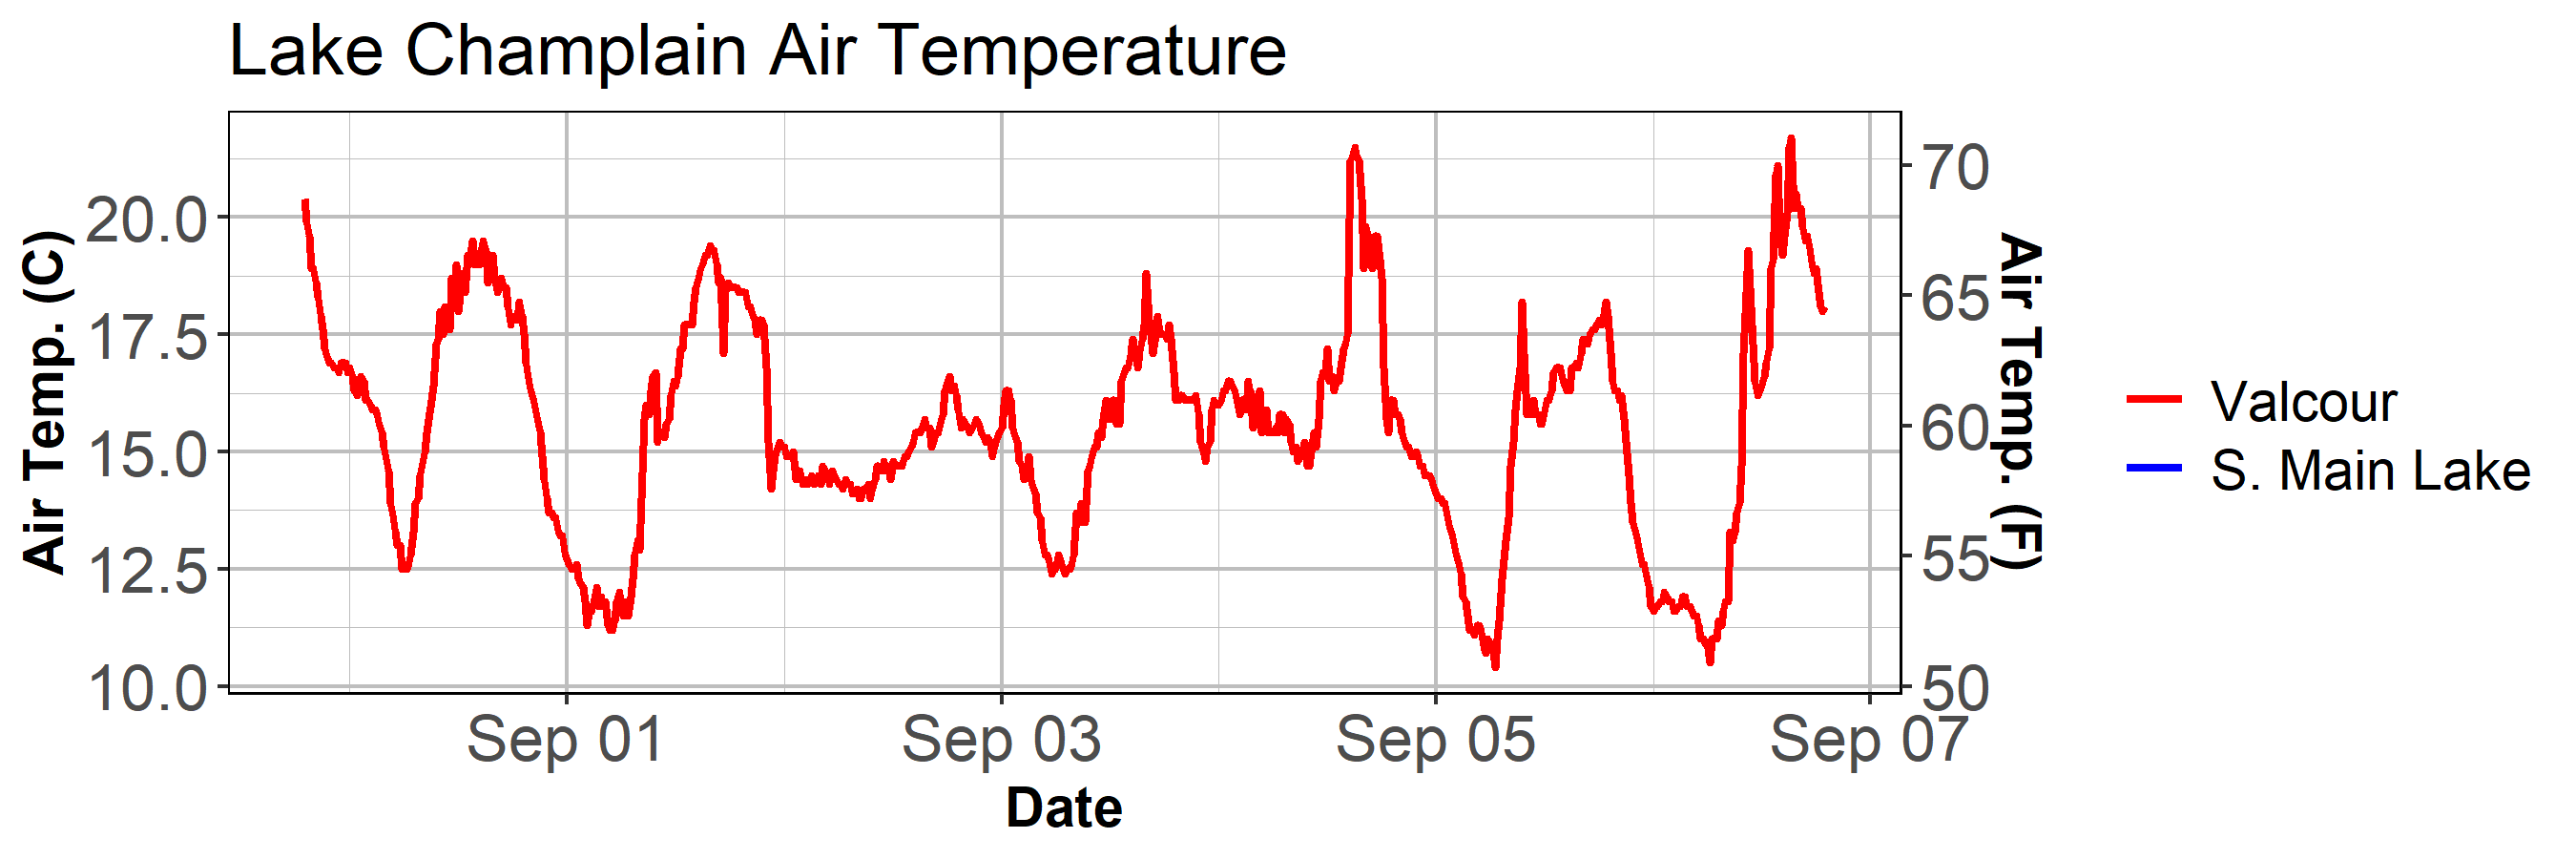 Lake Champlain Air Temperature
Air Temp. (C)
20.0
17.5
15.0
12.5
10.0
70
65
60
55
50
Air Temp. (F)
Sep 01
Sep 03
Sep 05
Sep 07
Date
Valcour
S. Main Lake